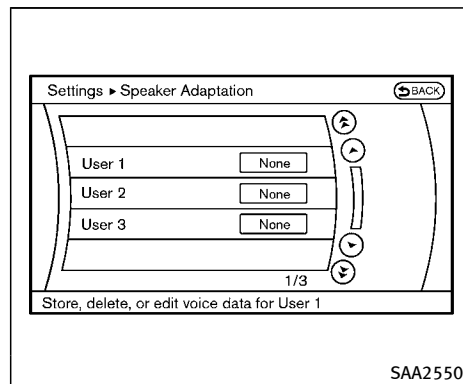 Settings ▸ Speaker Adaptation
BACK
User 1 None
User 2 None
User 3 None
1/3
Store, delete, or edit voice data for User 1
SAA2550